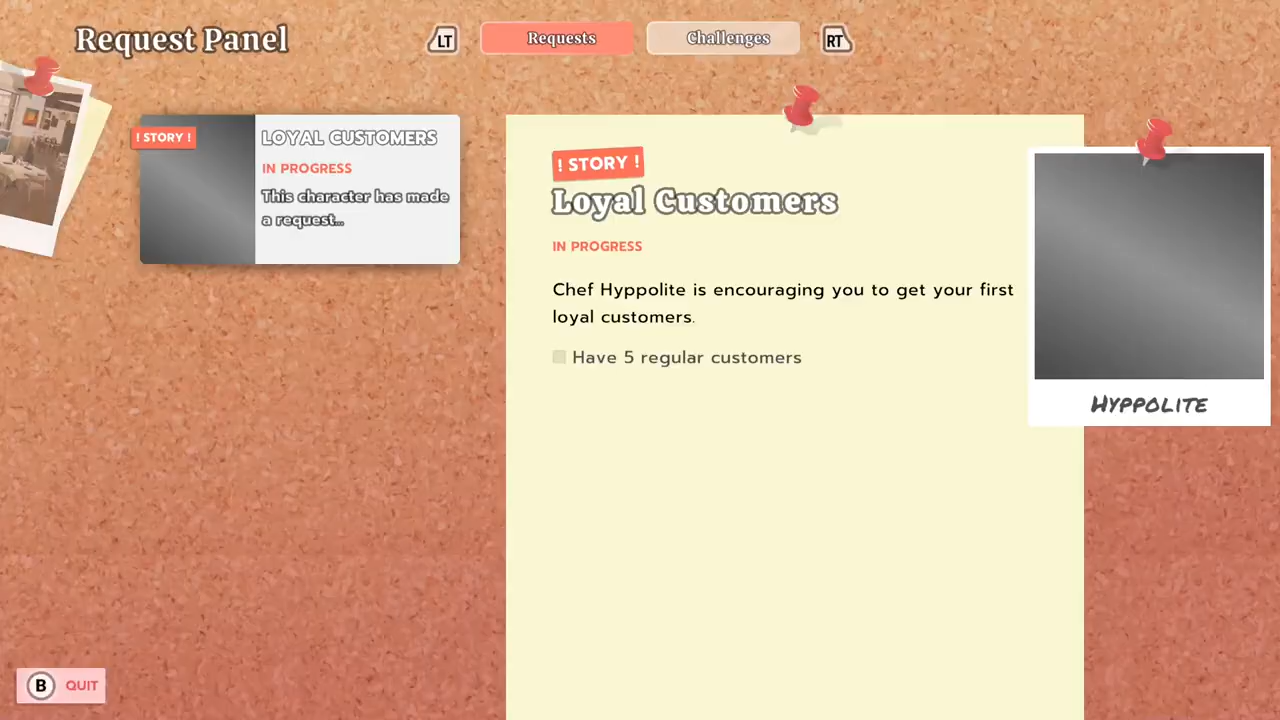 Request Panel
LT
Requests
Challenges
RT
! STORY !
LOYAL CUSTOMERS
IN PROGRESS
This character has made
a request...
! STORY !
Loyal Customers
IN PROGRESS
Chef Hyppolite is encouraging you to get your first
loyal customers.
Have 5 regular customers
HYPPOLITE
B QUIT